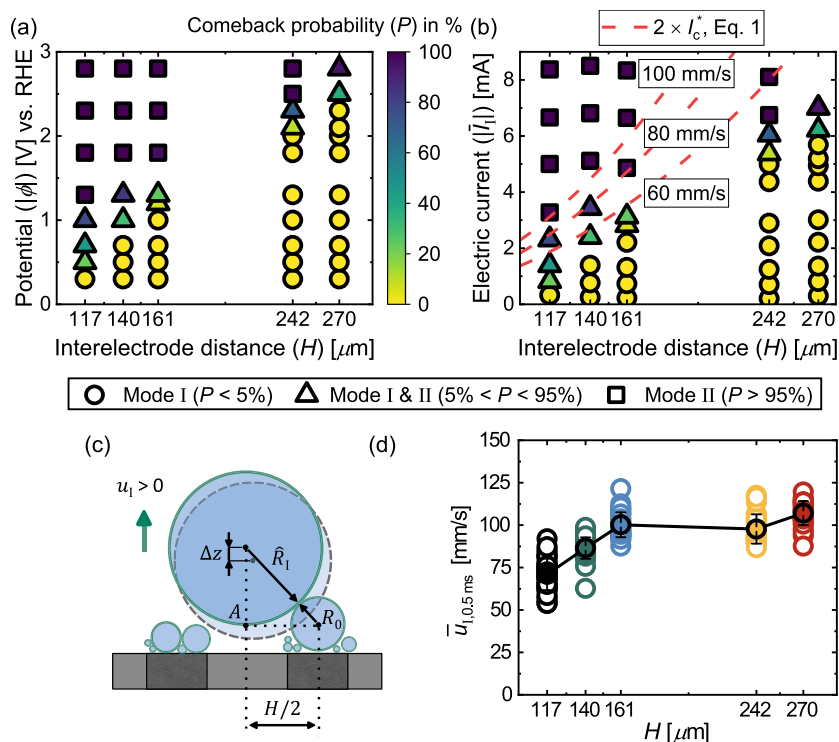 (a)
Comeback probability (P) in %
(b)
2 × I*c, Eq. 1
Potential (|ϕ|) [V] vs. RHE
3
2
1
0
117 140 161 242 270
Interelectrode distance (H) [μm]
100
80
60
40
20
0
Electric current (|ĪI|) [mA]
8
6
4
2
0
100 mm/s
80 mm/s
60 mm/s
117 140 161 242 270
Interelectrode distance (H) [μm]
Mode I (P < 5%) Mode I & II (5% < P < 95%) Mode II (P > 95%)
(c)
uI > 0
Δz
R̂I
A
R0
H/2
(d)
ūI,0.5 ms [mm/s]
150
125
100
75
50
25
0
117 140 161 242 270
H [μm]